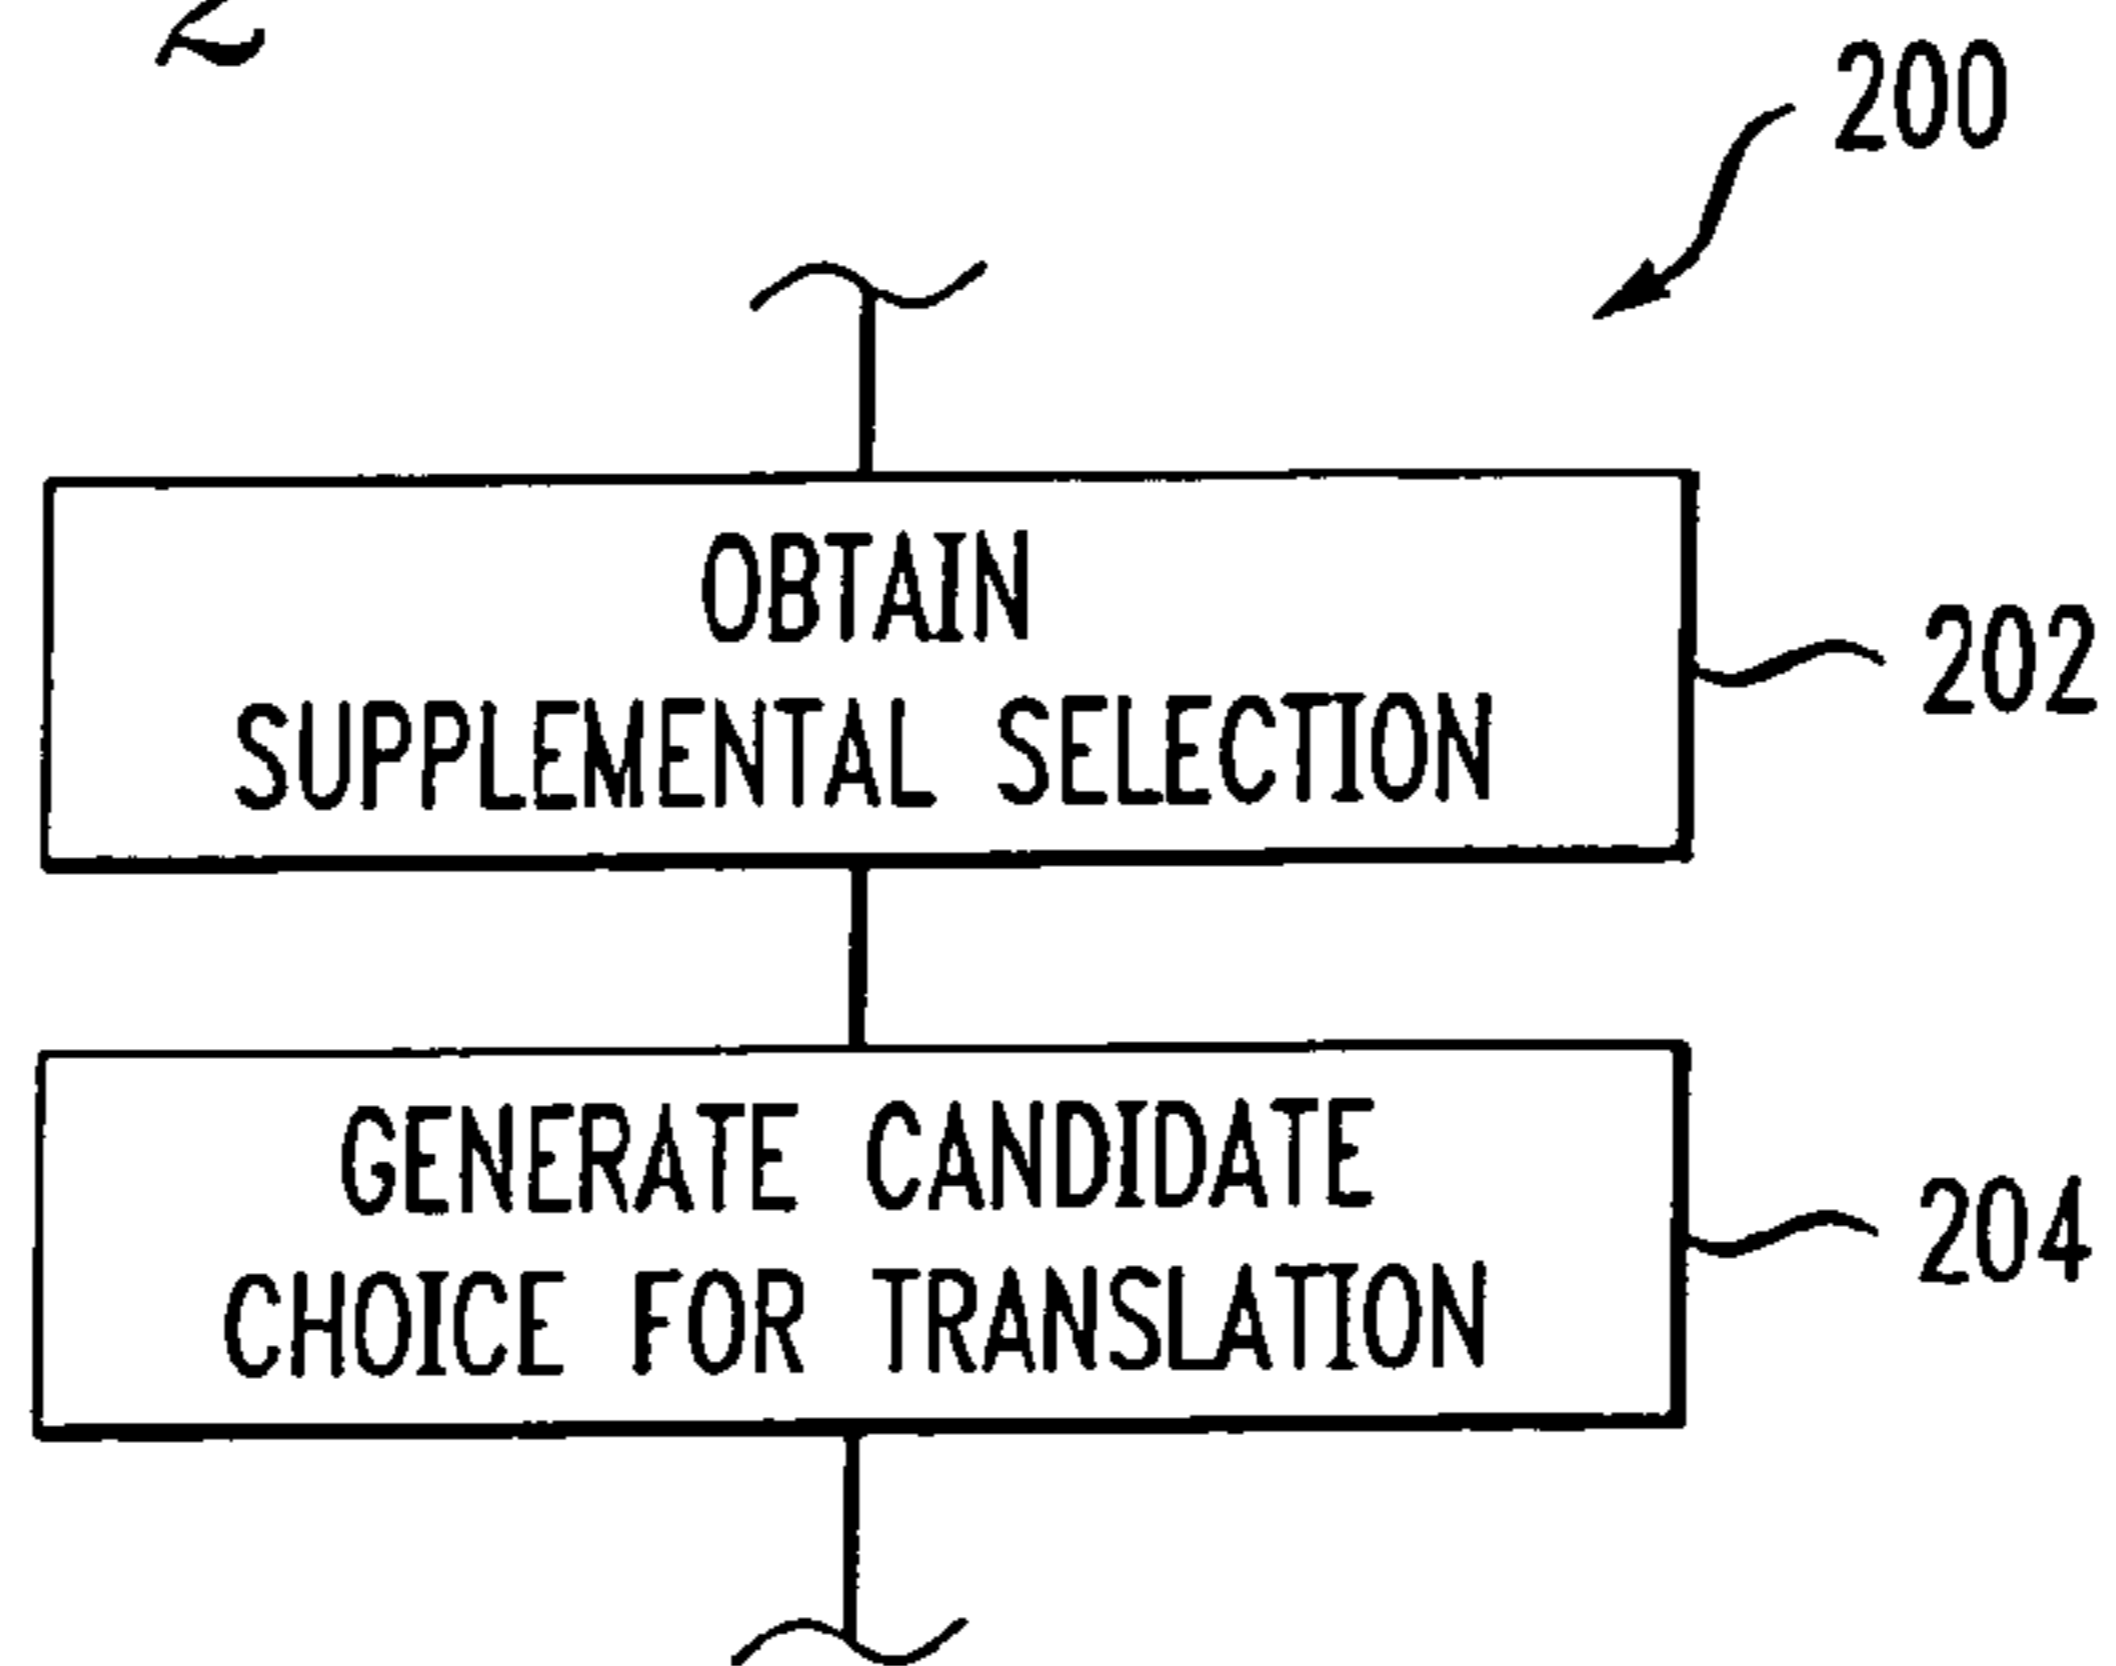 200
OBTAIN
SUPPLEMENTAL SELECTION
202
GENERATE CANDIDATE
CHOICE FOR TRANSLATION
204